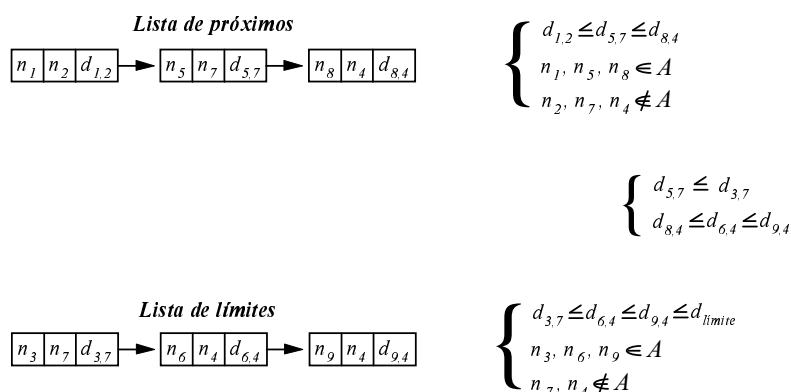 Lista de próximos
n1 n2 d1,2 n5 n7 d5,7 n8 n4 d8,4
d1,2 ≤ d5,7 ≤ d8,4
n1, n5, n8 ∈ A
n2, n7, n4 ∉ A
d5,7 ≤ d3,7
d8,4 ≤ d6,4 ≤ d9,4
Lista de límites
n3 n7 d3,7 n6 n4 d6,4 n9 n4 d9,4
d3,7 ≤ d6,4 ≤ d9,4 ≤ dlímite
n3, n6, n9 ∈ A
n7, n4 ∉ A